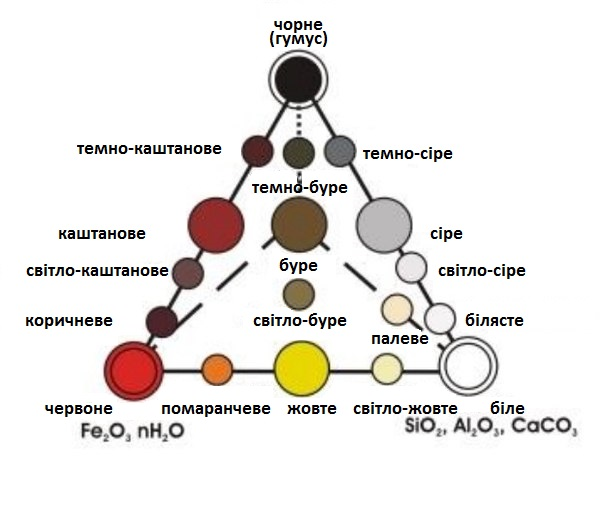 чорне
(гумус)
темно-каштанове
темно-сіре
темно-буре
каштанове
сіре
світло-каштанове
буре
світло-сіре
коричневе
світло-буре
білясте
палеве
червоне
помаранчеве
жовте
світло-жовте
біле
Fe₂O₃ nH₂O
SiO₂, Al₂O₃, CaCO₃